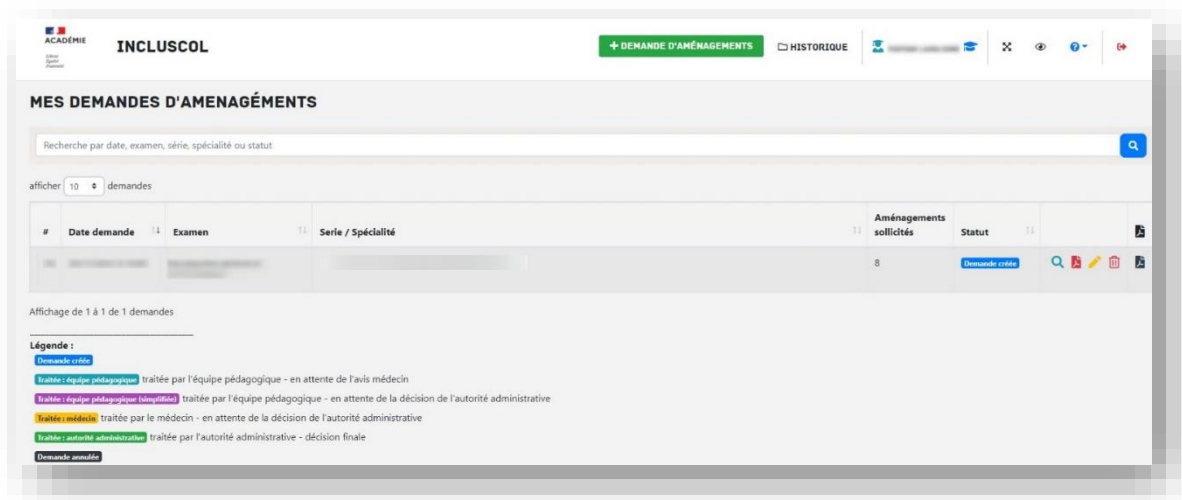 ACADÉMIE
INCLUSCOL
+ DEMANDE D'AMÉNAGEMENTS
HISTORIQUE
MES DEMANDES D'AMENAGÉMENTS
Recherche par date, examen, série, spécialité ou statut
afficher 10 demandes
# Date demande Examen Serie / Spécialité Aménagements sollicités Statut
8 Demande créée
Affichage de 1 à 1 de 1 demandes
Légende :
Demande créée
Traitée : équipe pédagogique traitée par l'équipe pédagogique - en attente de l'avis médecin
Traitée : équipe pédagogique (simplifiée) traitée par l'équipe pédagogique - en attente de la décision de l'autorité administrative
Traitée : médecin traitée par le médecin - en attente de la décision de l'autorité administrative
Traitée : autorité administrative traitée par l'autorité administrative - décision finale
Demande annulée